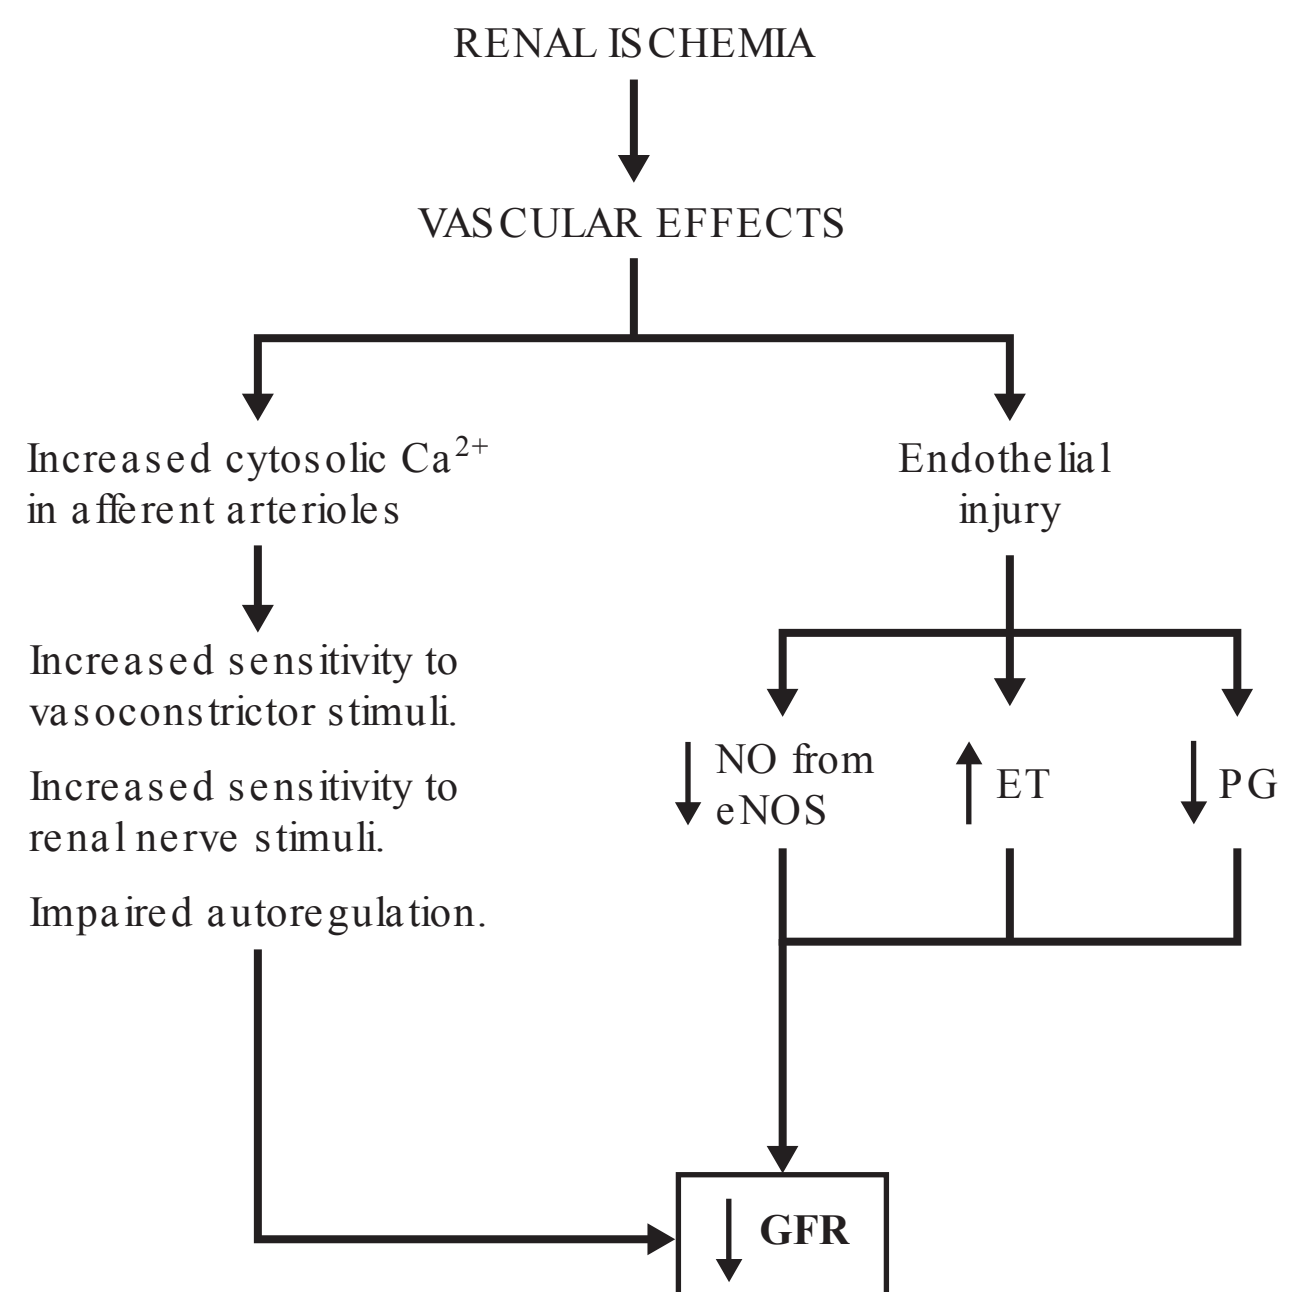 RENAL ISCHEMIA
VASCULAR EFFECTS
Increased cytosolic Ca²⁺
in afferent arterioles
Endothelial
injury
Increased sensitivity to
vasoconstrictor stimuli.
Increased sensitivity to
renal nerve stimuli.
Impaired autoregulation.
↓ NO from
eNOS
↑ ET
↓ PG
↓ GFR